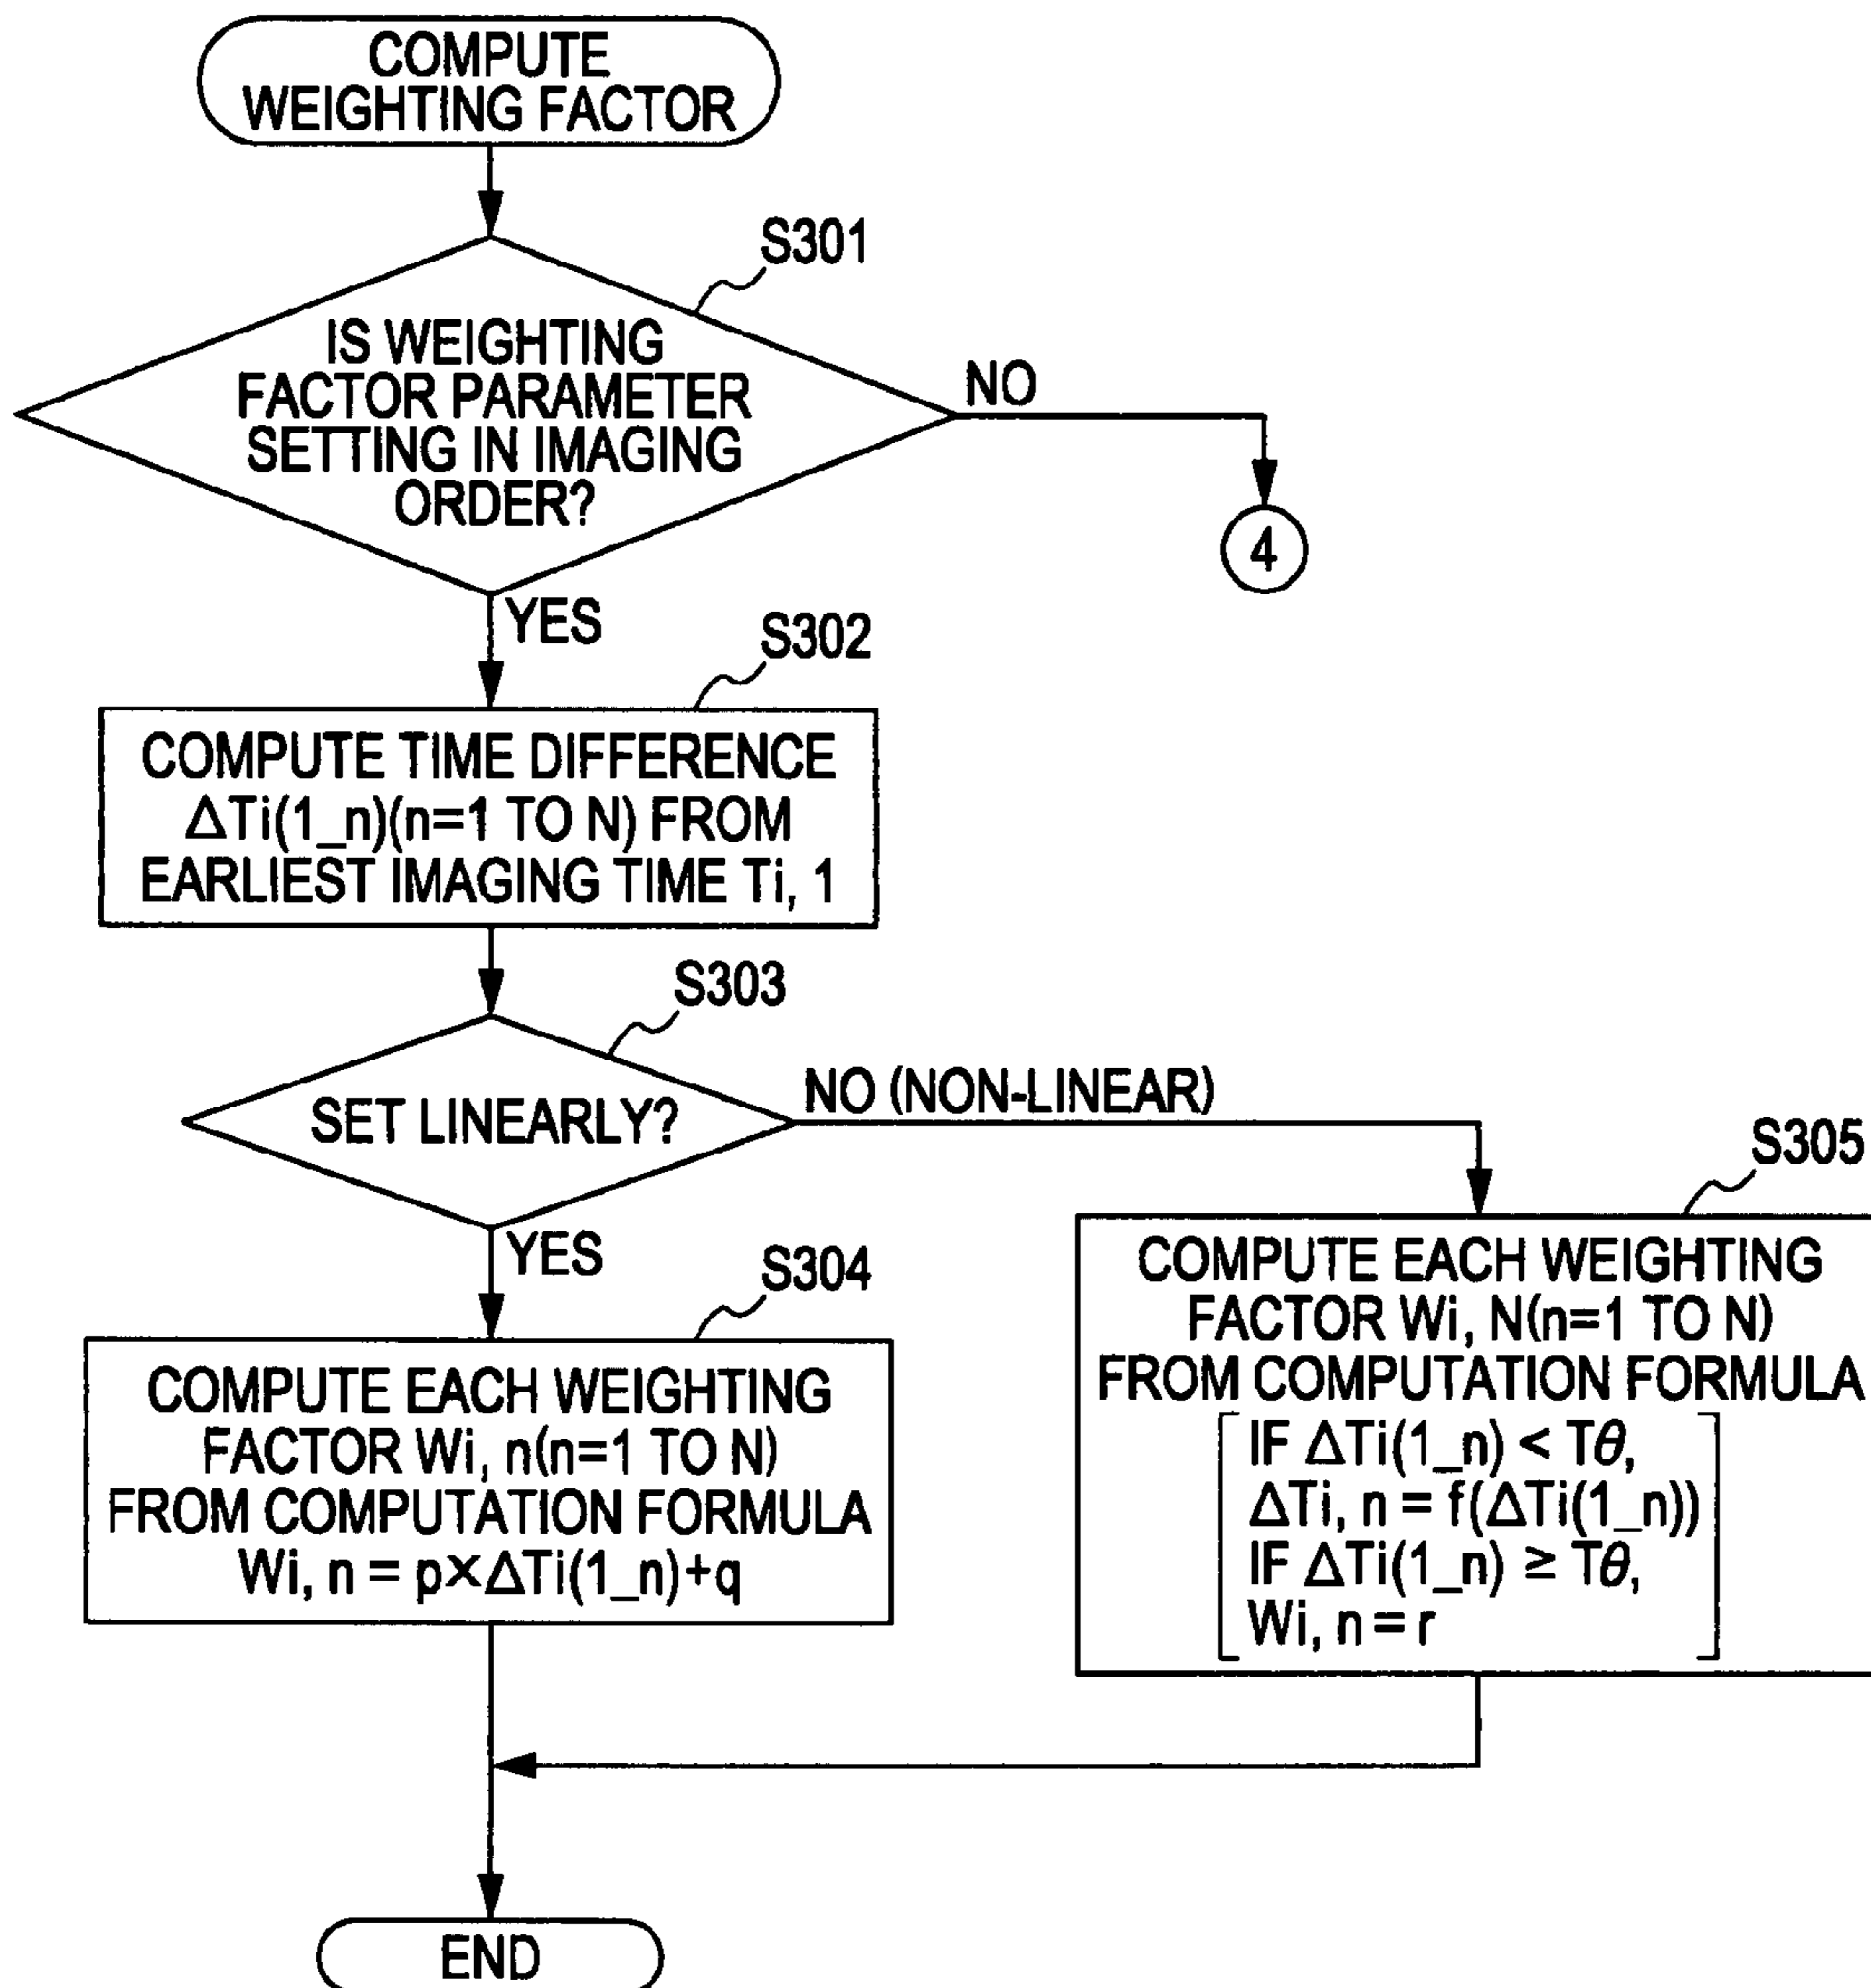 COMPUTE
WEIGHTING FACTOR
S301
IS WEIGHTING
FACTOR PARAMETER
SETTING IN IMAGING
ORDER?
NO
4
YES
S302
COMPUTE TIME DIFFERENCE
ΔTi(1_n)(n=1 TO N) FROM
EARLIEST IMAGING TIME Ti, 1
S303
SET LINEARLY?
NO (NON-LINEAR)
YES
S304
COMPUTE EACH WEIGHTING
FACTOR Wi, n(n=1 TO N)
FROM COMPUTATION FORMULA
Wi, n = p×ΔTi(1_n)+q
S305
COMPUTE EACH WEIGHTING
FACTOR Wi, N(n=1 TO N)
FROM COMPUTATION FORMULA
IF ΔTi(1_n) < Tθ,
ΔTi, n = f(ΔTi(1_n))
IF ΔTi(1_n) ≥ Tθ,
Wi, n = r
END